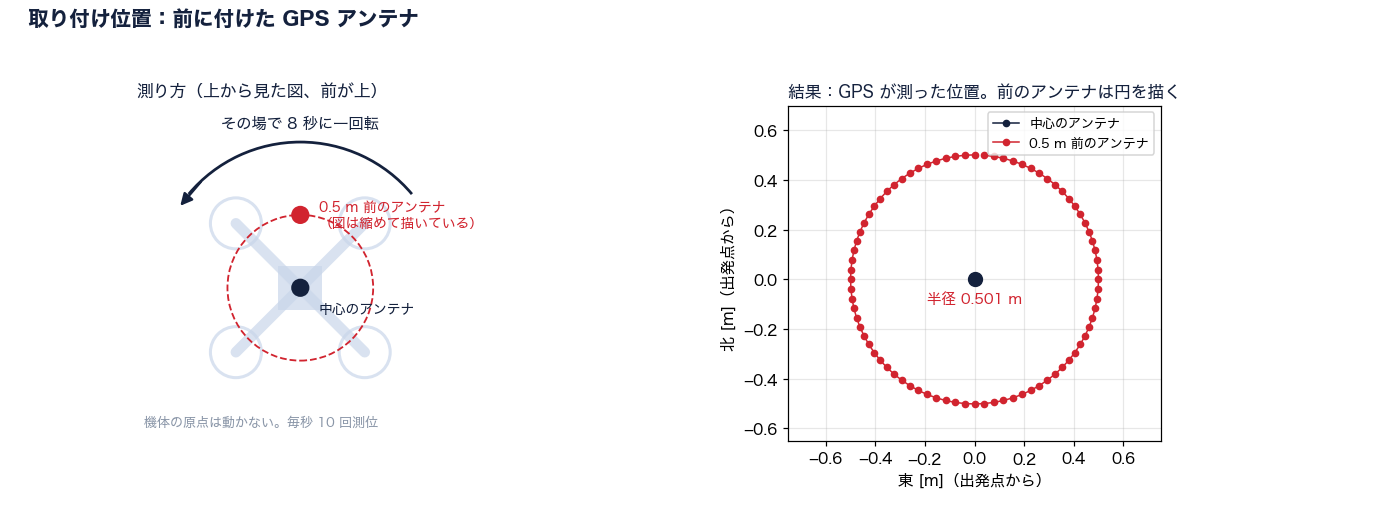 取り付け位置：前に付けた GPS アンテナ
測り方（上から見た図、前が上）
その場で 8 秒に一回転
0.5 m 前のアンテナ
（図は縮めて描いている）
中心のアンテナ
機体の原点は動かない。毎秒 10 回測位
結果：GPS が測った位置。前のアンテナは円を描く
中心のアンテナ
0.5 m 前のアンテナ
半径 0.501 m
北 [m]（出発点から）
0.6
0.4
0.2
0.0
−0.2
−0.4
−0.6
−0.6 −0.4 −0.2 0.0 0.2 0.4 0.6
東 [m]（出発点から）